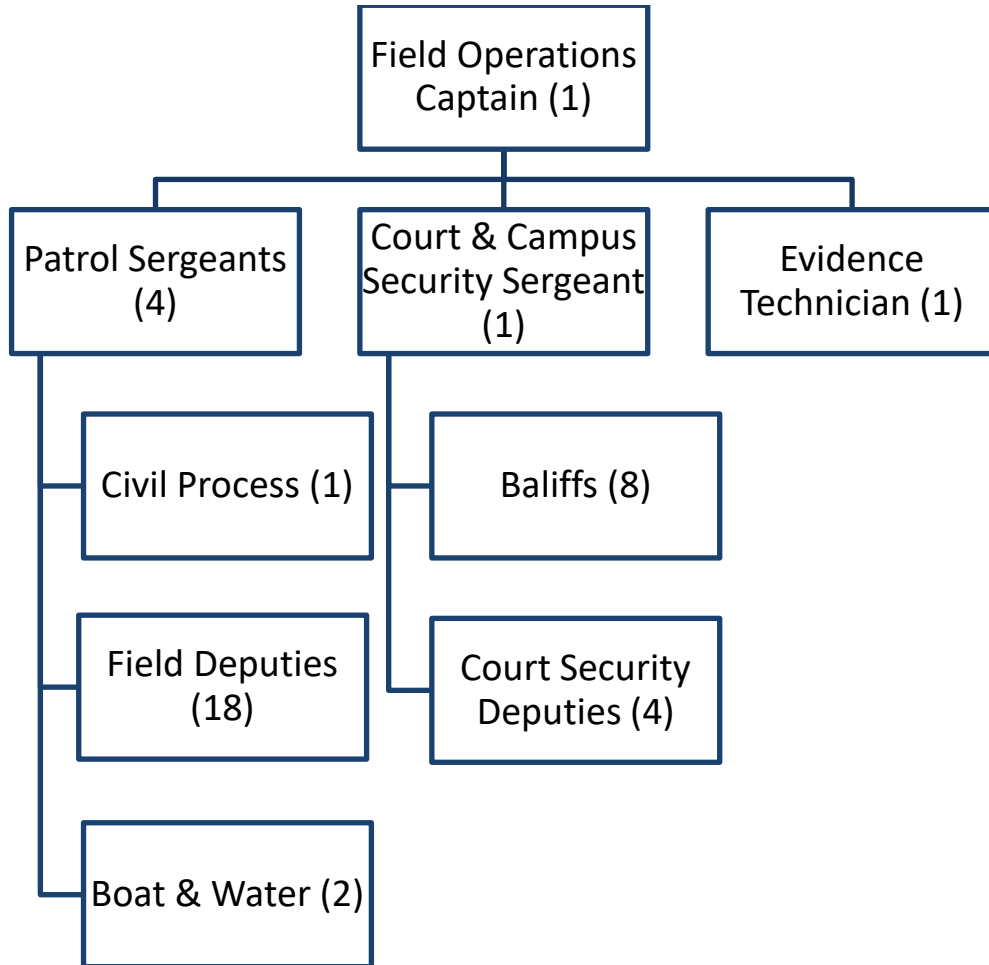 Field Operations
Captain (1)
Patrol Sergeants
(4)
Court & Campus
Security Sergeant
(1)
Evidence
Technician (1)
Civil Process (1)
Baliffs (8)
Field Deputies
(18)
Court Security
Deputies (4)
Boat & Water (2)